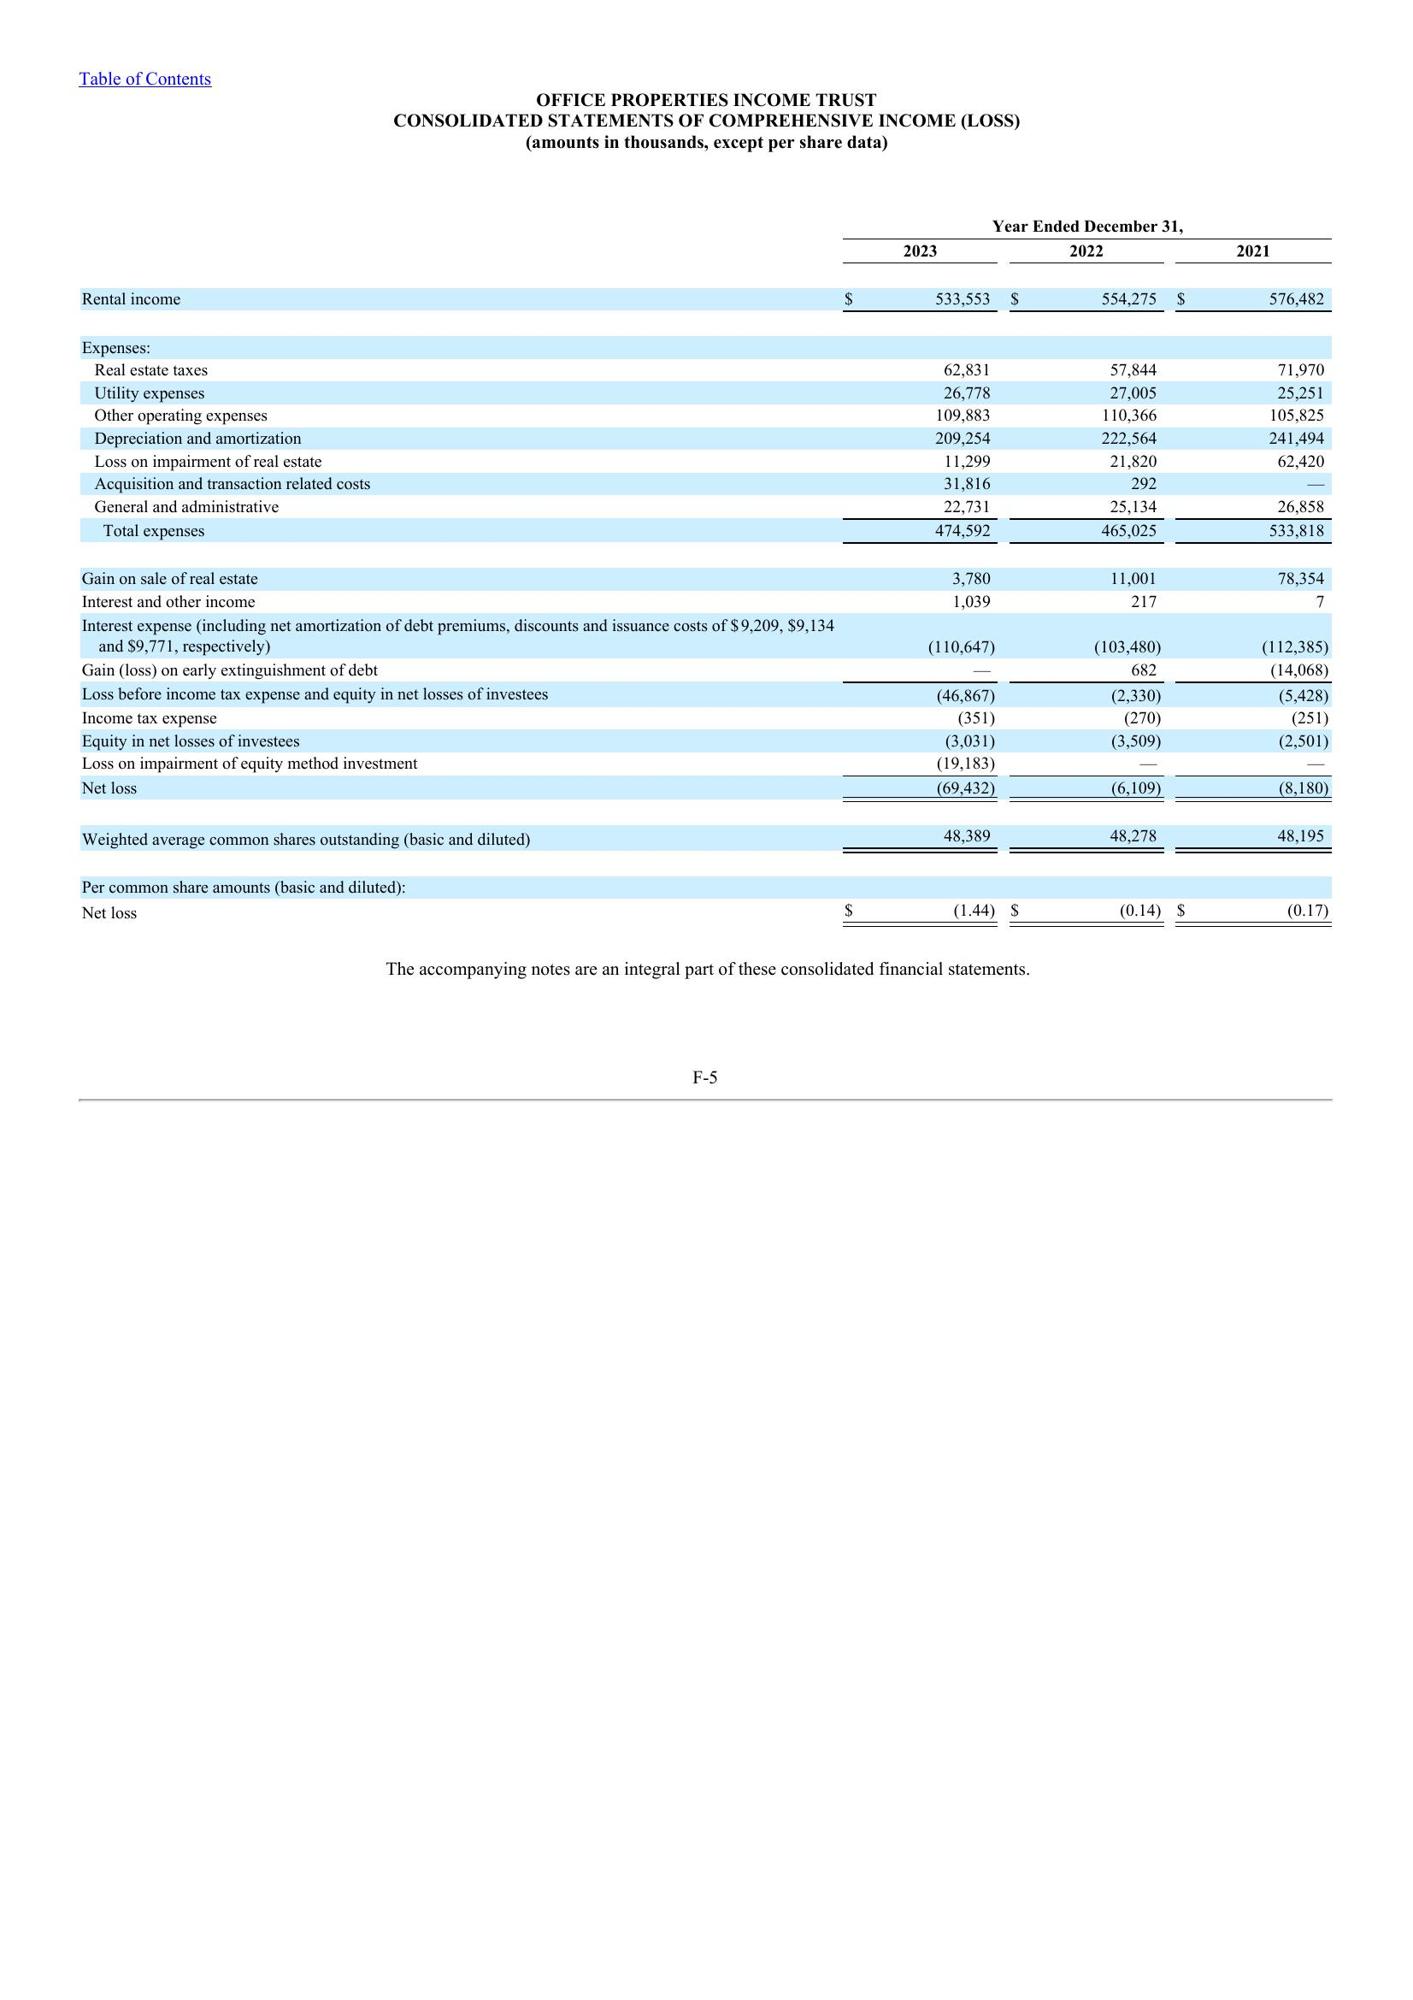 Table of Contents
OFFICE PROPERTIES INCOME TRUST
CONSOLIDATED STATEMENTS OF COMPREHENSIVE INCOME (LOSS)
(amounts in thousands, except per share data)
Year Ended December 31,
2023 2022 2021
Rental income $ 533,553 $ 554,275 $ 576,482
Expenses:
Real estate taxes 62,831 57,844 71,970
Utility expenses 26,778 27,005 25,251
Other operating expenses 109,883 110,366 105,825
Depreciation and amortization 209,254 222,564 241,494
Loss on impairment of real estate 11,299 21,820 62,420
Acquisition and transaction related costs 31,816 292 —
General and administrative 22,731 25,134 26,858
Total expenses 474,592 465,025 533,818
Gain on sale of real estate 3,780 11,001 78,354
Interest and other income 1,039 217 7
Interest expense (including net amortization of debt premiums, discounts and issuance costs of $9,209, $9,134
and $9,771, respectively) (110,647) (103,480) (112,385)
Gain (loss) on early extinguishment of debt — 682 (14,068)
Loss before income tax expense and equity in net losses of investees (46,867) (2,330) (5,428)
Income tax expense (351) (270) (251)
Equity in net losses of investees (3,031) (3,509) (2,501)
Loss on impairment of equity method investment (19,183) — —
Net loss (69,432) (6,109) (8,180)
Weighted average common shares outstanding (basic and diluted) 48,389 48,278 48,195
Per common share amounts (basic and diluted):
Net loss $ (1.44) $ (0.14) $ (0.17)
The accompanying notes are an integral part of these consolidated financial statements.
F-5